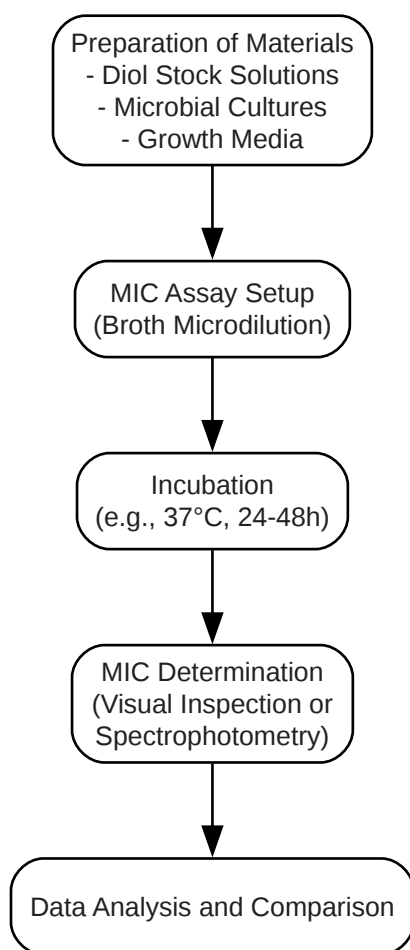 Preparation of Materials
- Diol Stock Solutions
- Microbial Cultures
- Growth Media
MIC Assay Setup
(Broth Microdilution)
Incubation
(e.g., 37°C, 24-48h)
MIC Determination
(Visual Inspection or
Spectrophotometry)
Data Analysis and Comparison